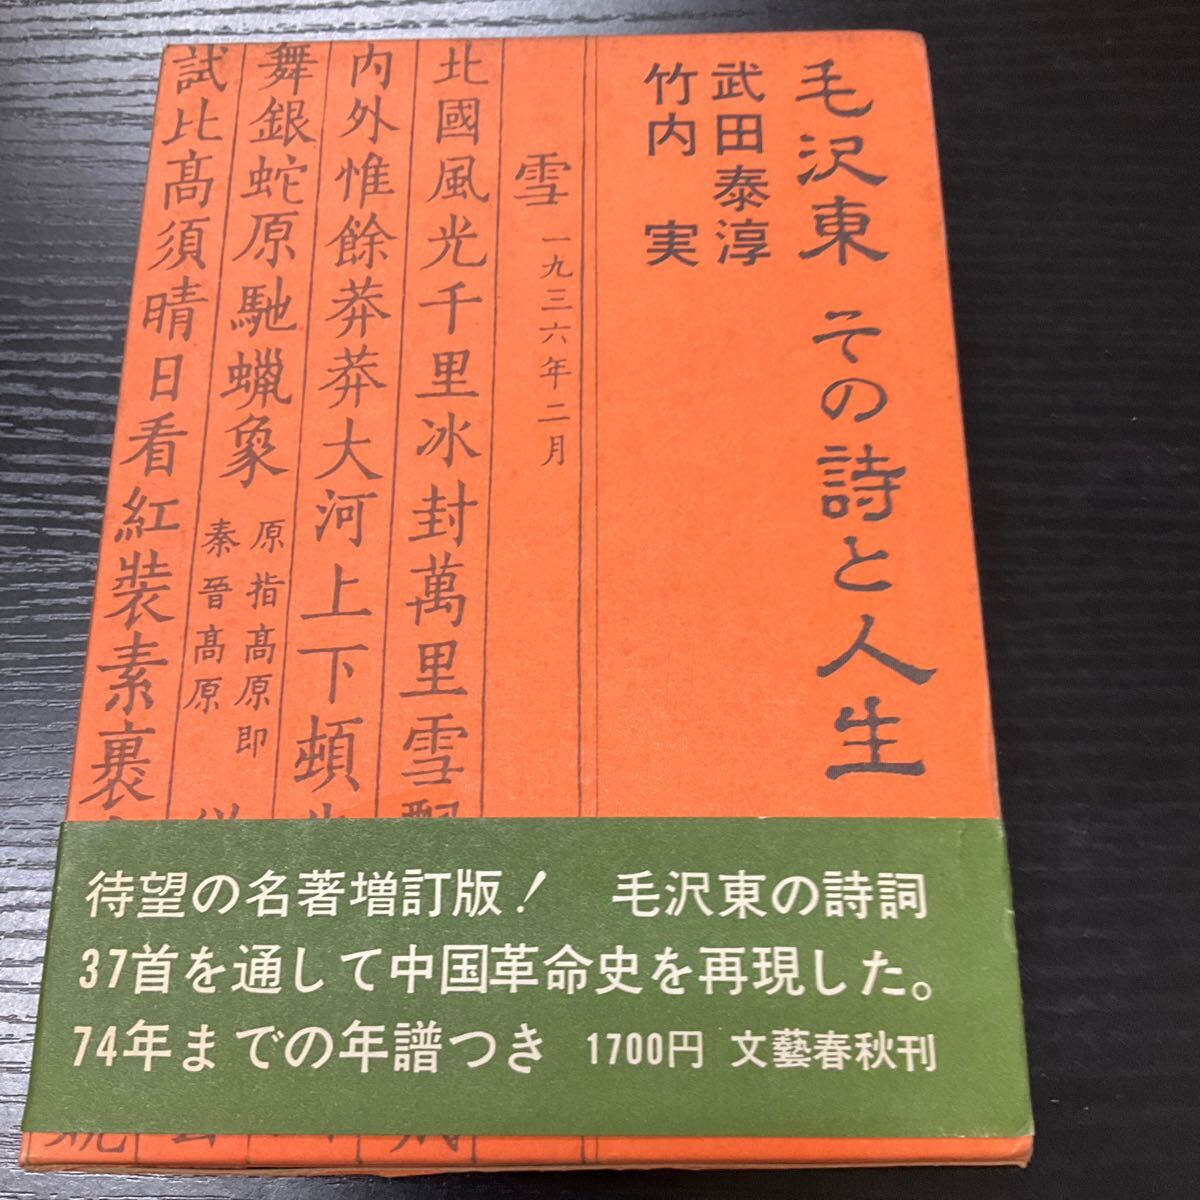 毛沢東 その詩と人生
武田泰淳
竹内 実
雪 一九三六年二月
北國風光千里冰封萬里雪
内外惟餘莽莽大河上下頓
舞銀蛇原馳蠟象
原指高原即
秦晉高原
試比髙須晴日看紅装素裹
待望の名著増訂版! 毛沢東の詩詞
37首を通して中国革命史を再現した。
74年までの年譜つき 1700円 文藝春秋刊